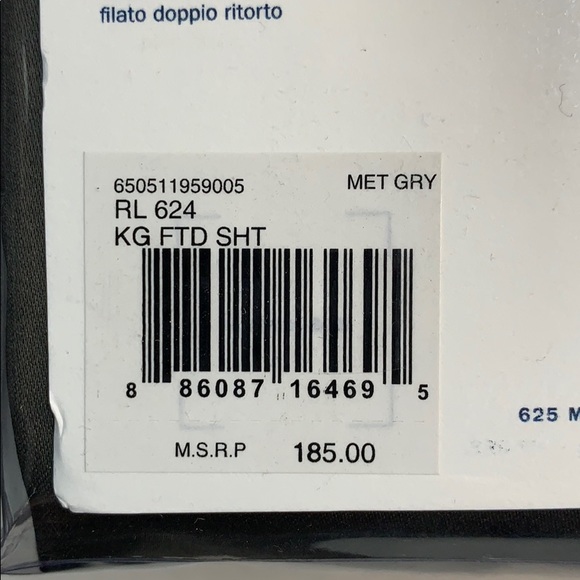 filato doppio ritorto
650511959005 MET GRY
RL 624
KG FTD SHT
8 86087 16469 5
625 M
M.S.R.P 185.00